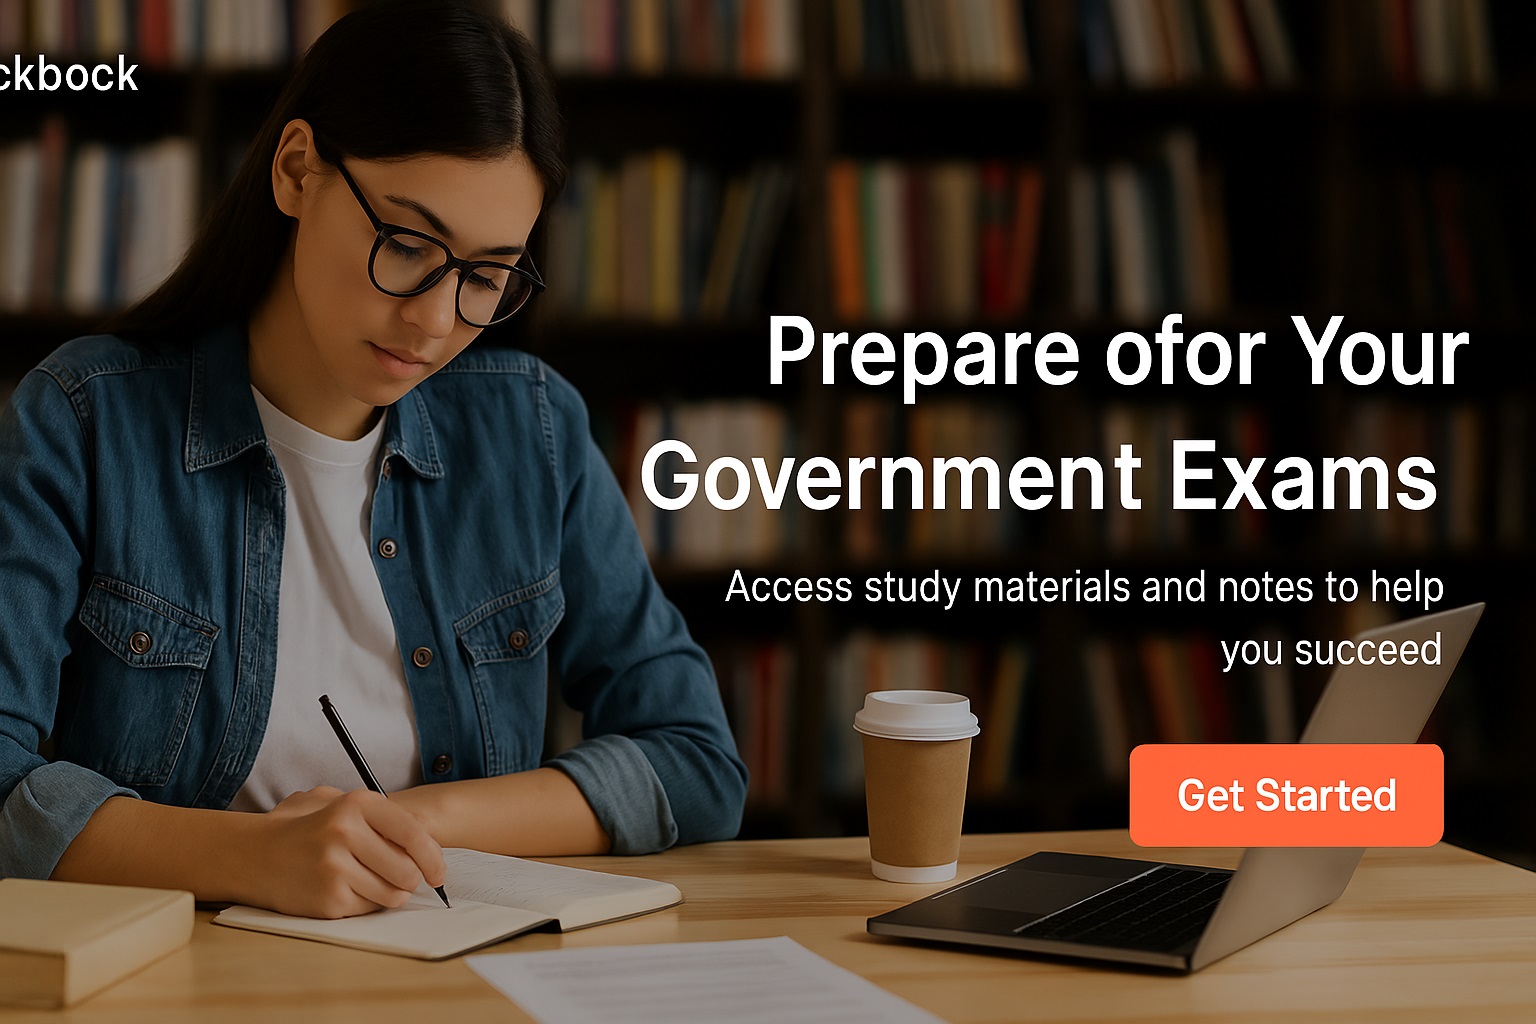 ckbock
Prepare ofor Your
Government Exams
Access study materials and notes to help
you succeed
Get Started